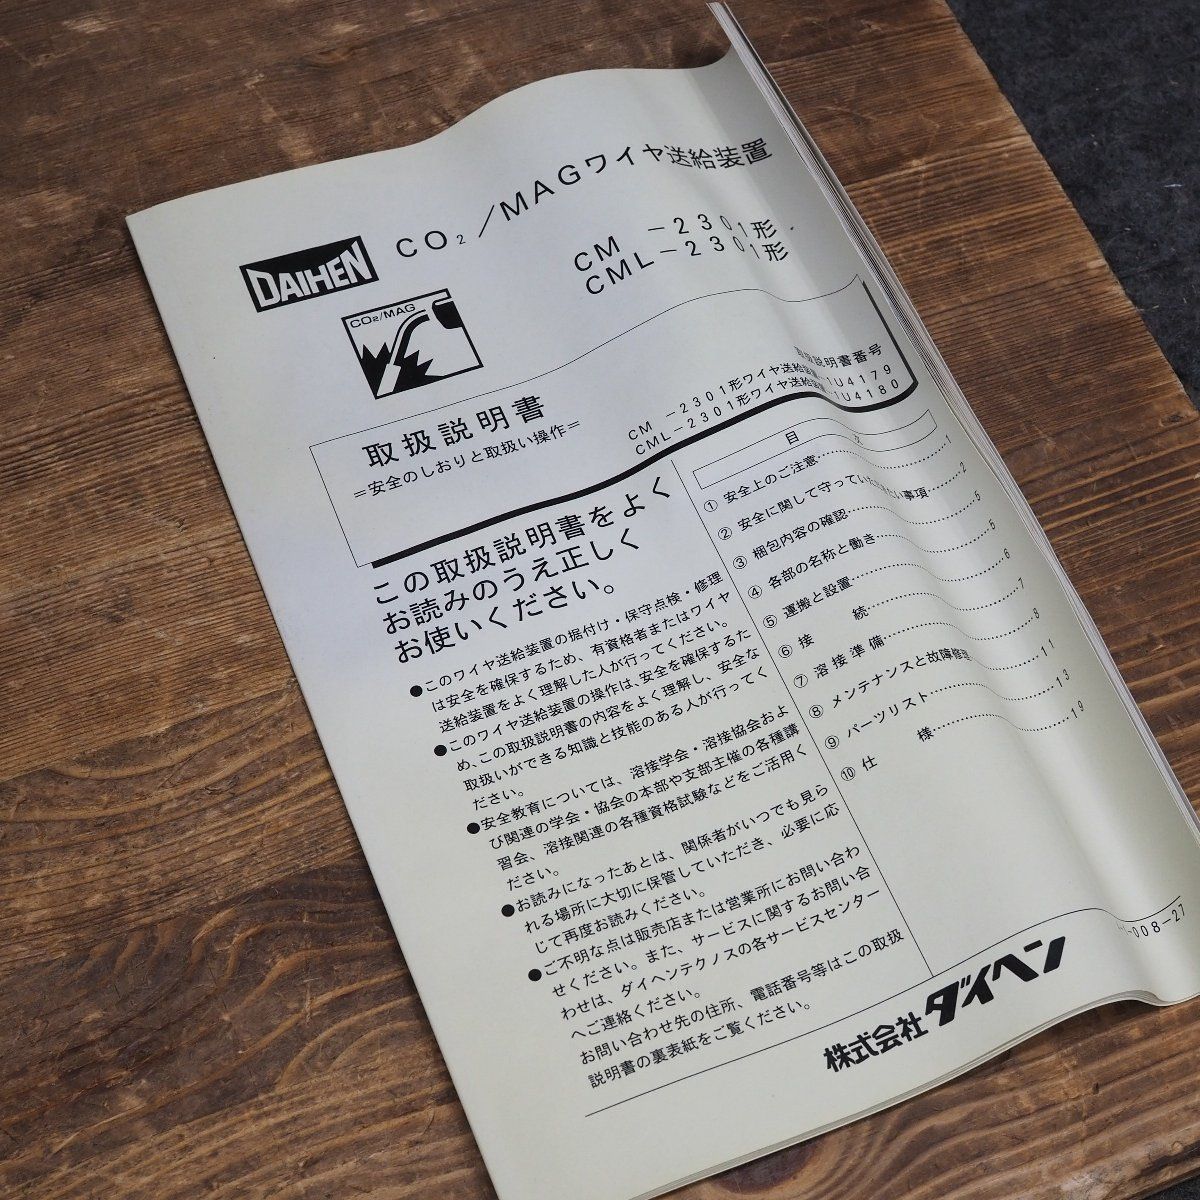 DAIHEN
CO₂/MAGワイヤ送給装置
CM -2301形
CML-2301形
CO₂/MAG
取扱説明書
=安全のしおりと取扱い操作=
取扱説明書番号
CM -2301形ワイヤ送給装置 1U4179
CML-2301形ワイヤ送給装置 1U4180
この取扱説明書をよく
お読みのうえ正しく
お使いください。
●このワイヤ送給装置の据付け・保守点検・修理
は安全を確保するため、有資格者またはワイヤ
送給装置をよく理解した人が行ってください。
●このワイヤ送給装置の操作は、安全を確保するた
め、この取扱説明書の内容をよく理解し、安全な
取扱いができる知識と技能のある人が行ってく
ださい。
●安全教育については、溶接学会・溶接協会およ
び関連の学会・協会の本部や支部主催の各種講
習会、溶接関連の各種資格試験などをご活用く
ださい。
●お読みになったあとは、関係者がいつでも見ら
れる場所に大切に保管していただき、必要に応
じて再度お読みください。
●ご不明な点は販売店または営業所にお問い合わ
せください。また、サービスに関するお問い合
わせは、ダイヘンテクノスの各サービスセンター
へご連絡ください。
お問い合わせ先の住所、電話番号等はこの取扱
説明書の裏表紙をご覧ください。
目 次
① 安全上のご注意……………1
② 安全に関して守っていただきたい事項……2
③ 梱包内容の確認……………5
④ 各部の名称と働き……………5
⑤ 運搬と設置……………6
⑥ 接 続……………7
⑦ 溶接準備……………8
⑧ メンテナンスと故障修理……………11
⑨ パーツリスト……………13
⑩ 仕 様……………19
株式会社ダイヘン
-008-27